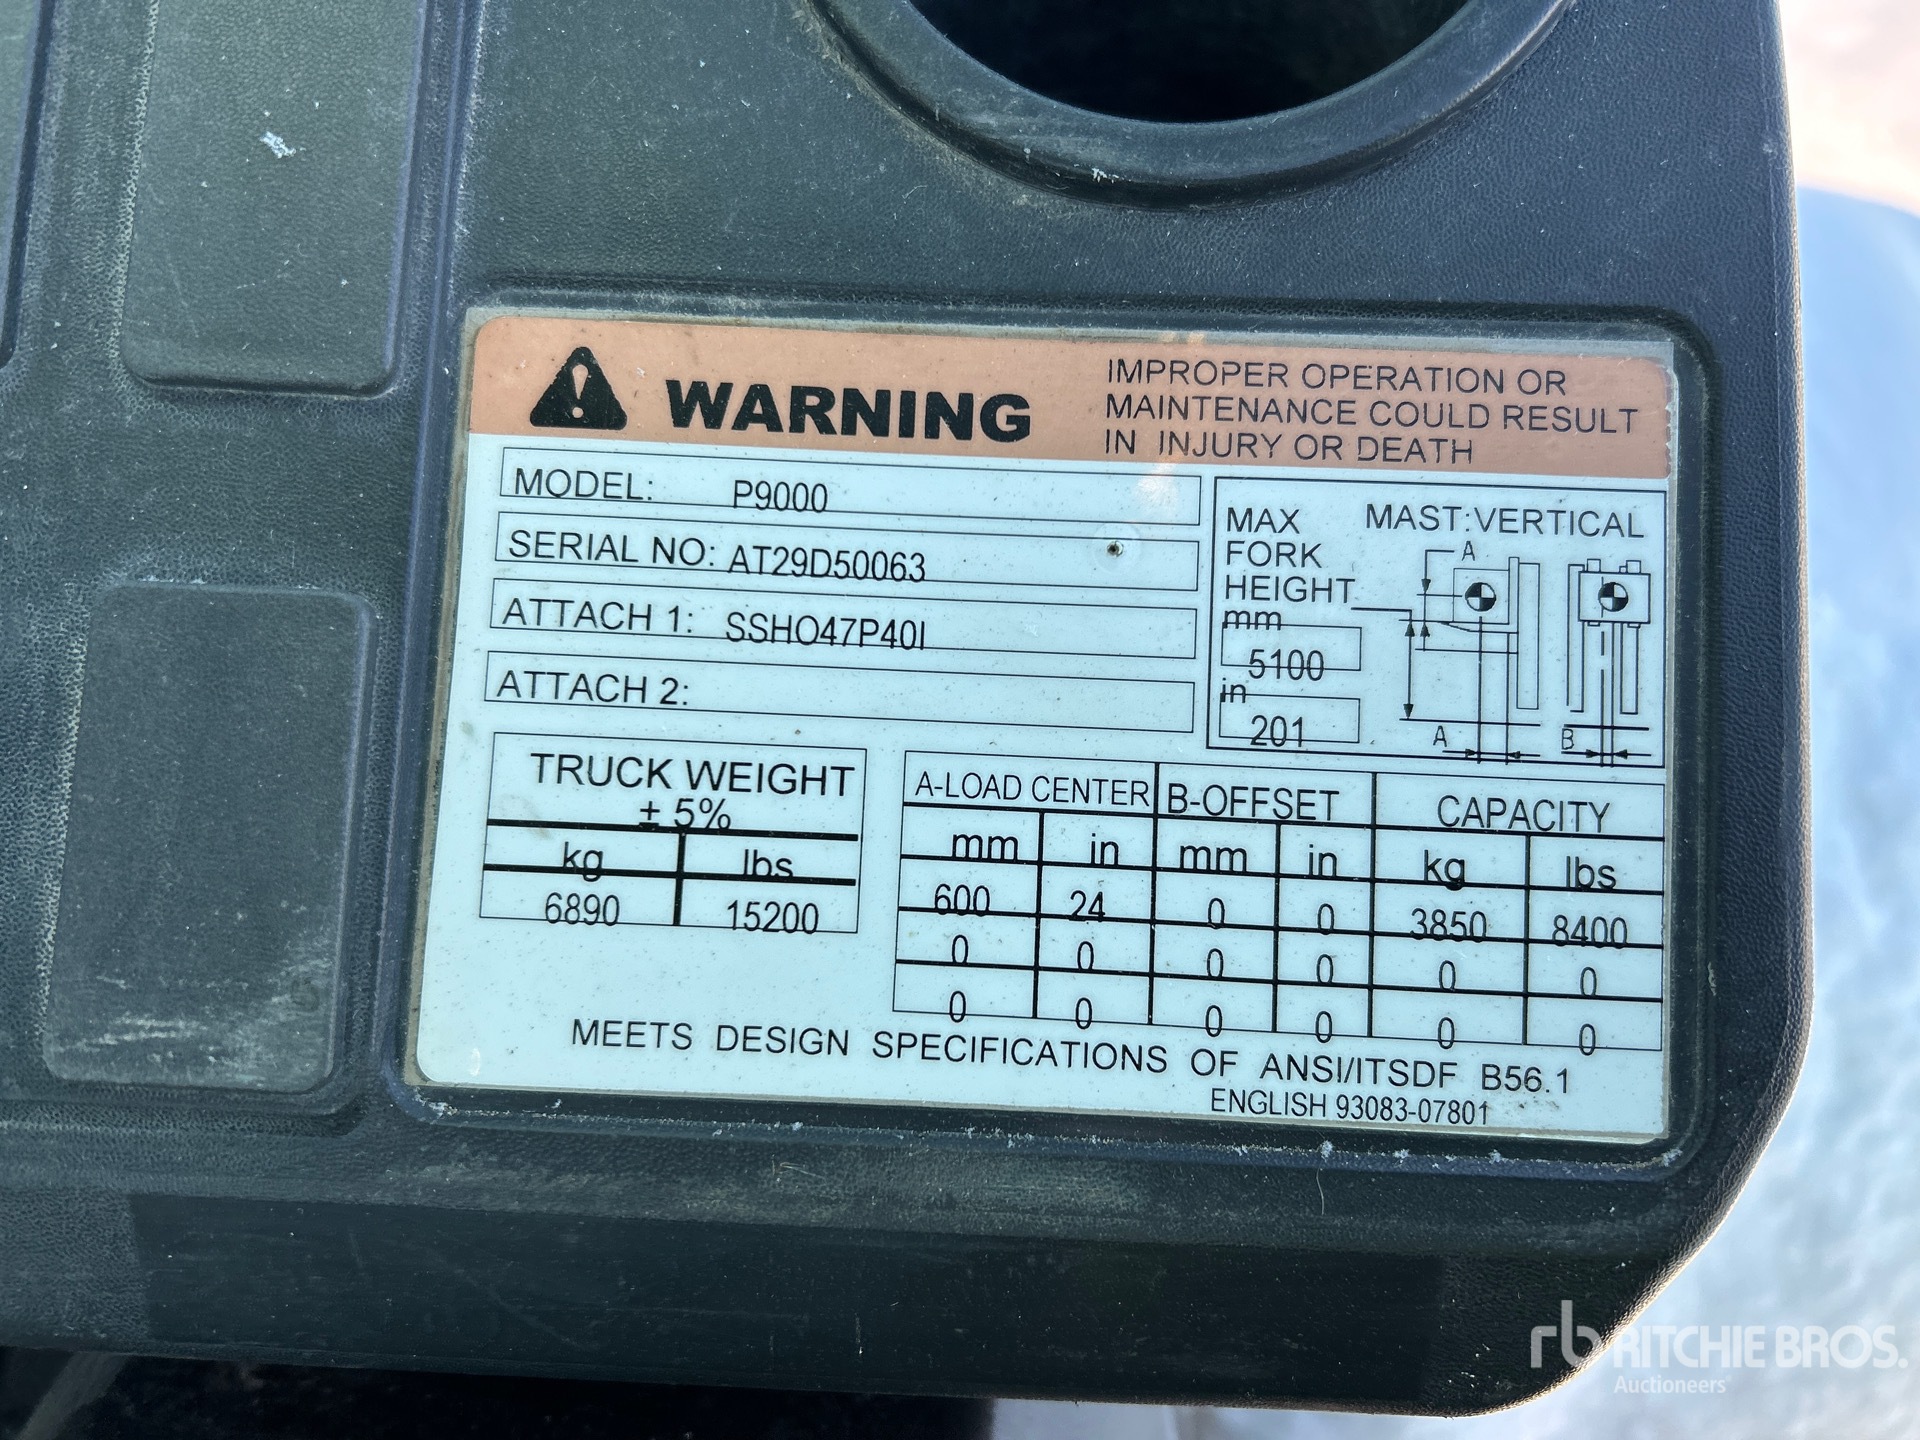 WARNING
IMPROPER OPERATION OR
MAINTENANCE COULD RESULT
IN INJURY OR DEATH
MODEL: P9000
SERIAL NO: AT29D50063
ATTACH 1: SSHO47P40I
ATTACH 2:
MAX
FORK
HEIGHT
mm
5100
in
201
MAST:VERTICAL
A
A
B
TRUCK WEIGHT
± 5%
kg lbs
6890 15200
A-LOAD CENTER B-OFFSET CAPACITY
mm in mm in kg lbs
600 24 0 0 3850 8400
0 0 0 0 0 0
0 0 0 0 0 0
MEETS DESIGN SPECIFICATIONS OF ANSI/ITSDF B56.1
ENGLISH 93083-07801
rb RITCHIE BROS.
Auctioneers